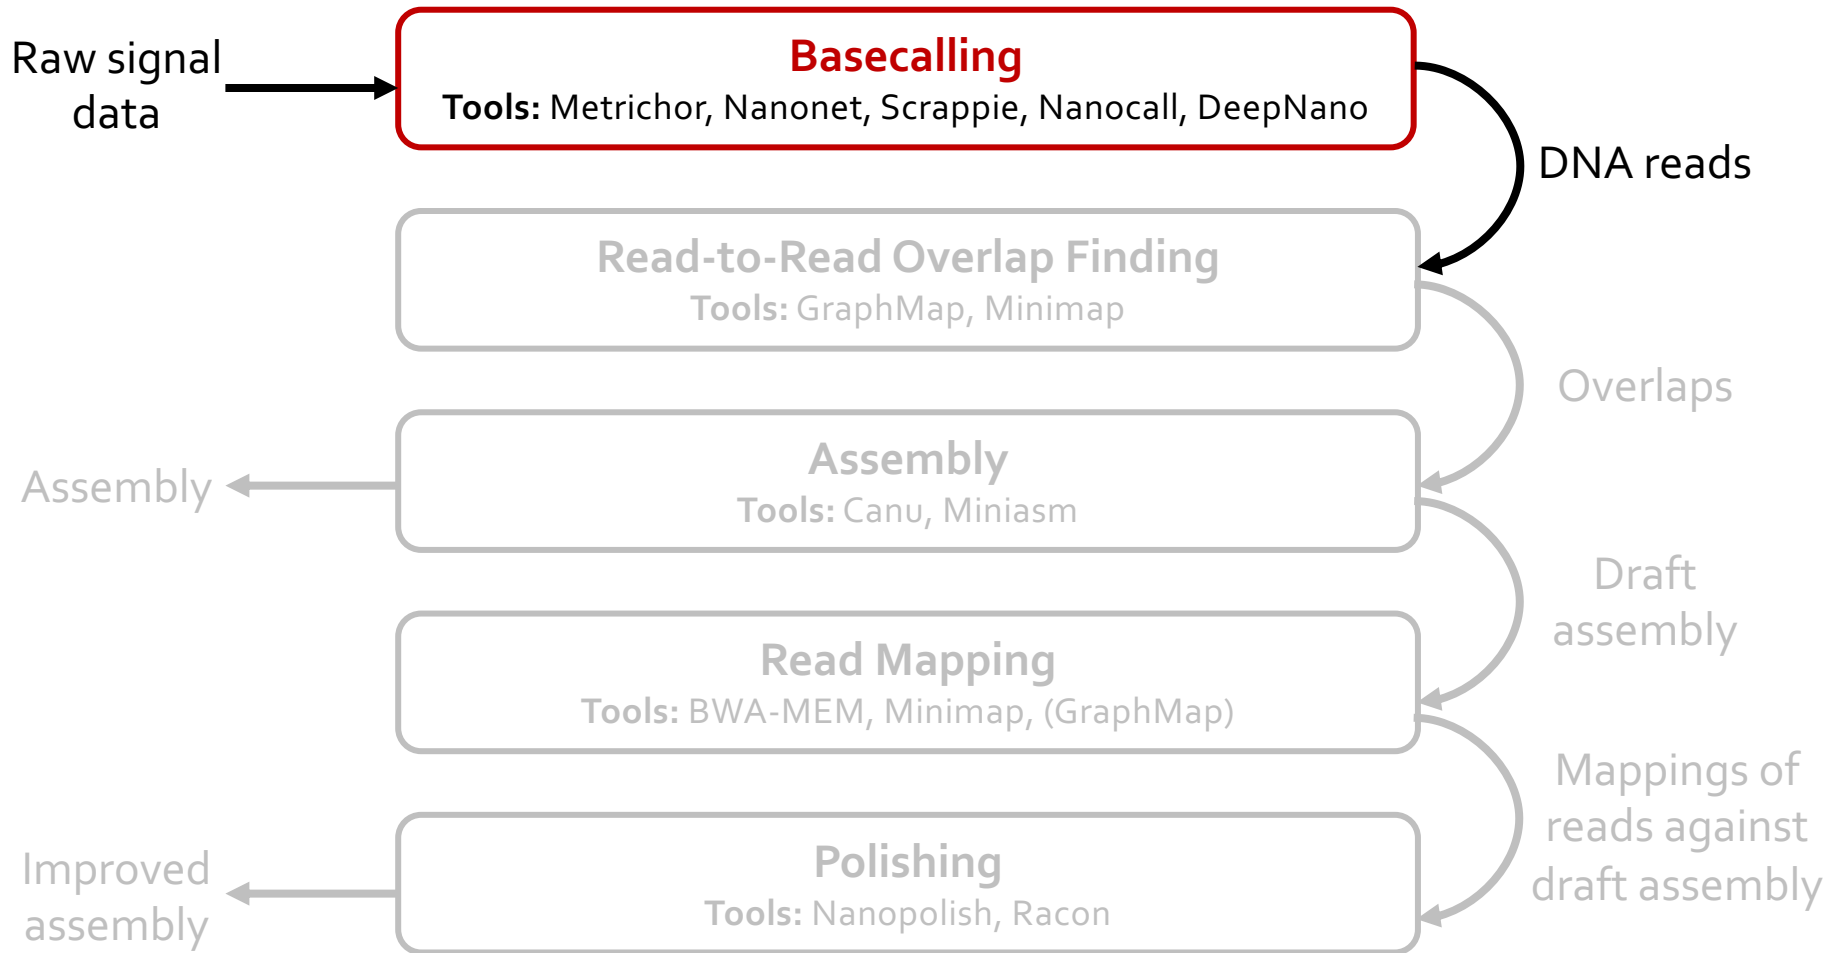 Raw signal
data
Basecalling
Tools: Metrichor, Nanonet, Scrappie, Nanocall, DeepNano
DNA reads
Read-to-Read Overlap Finding
Tools: GraphMap, Minimap
Overlaps
Assembly
Tools: Canu, Miniasm
Assembly
Draft
assembly
Read Mapping
Tools: BWA-MEM, Minimap, (GraphMap)
Mappings of
reads against
draft assembly
Polishing
Tools: Nanopolish, Racon
Improved
assembly